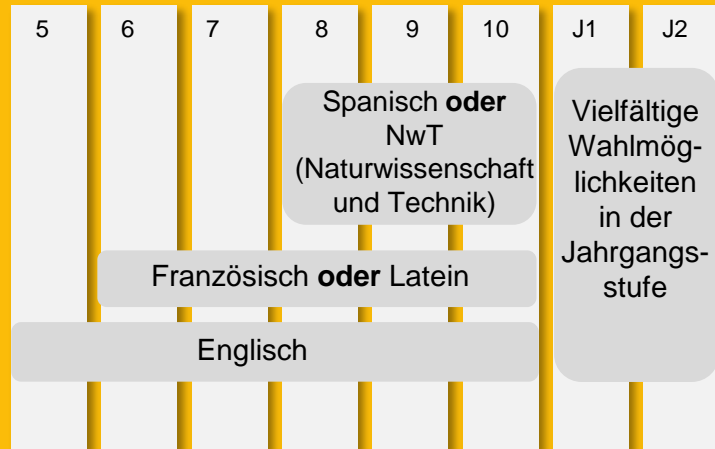 5 6 7 8 9 10 J1 J2
Spanisch oder
NwT
(Naturwissenschaft
und Technik)
Vielfältige
Wahlmög-
lichkeiten
in der
Jahrgangs-
stufe
Französisch oder Latein
Englisch